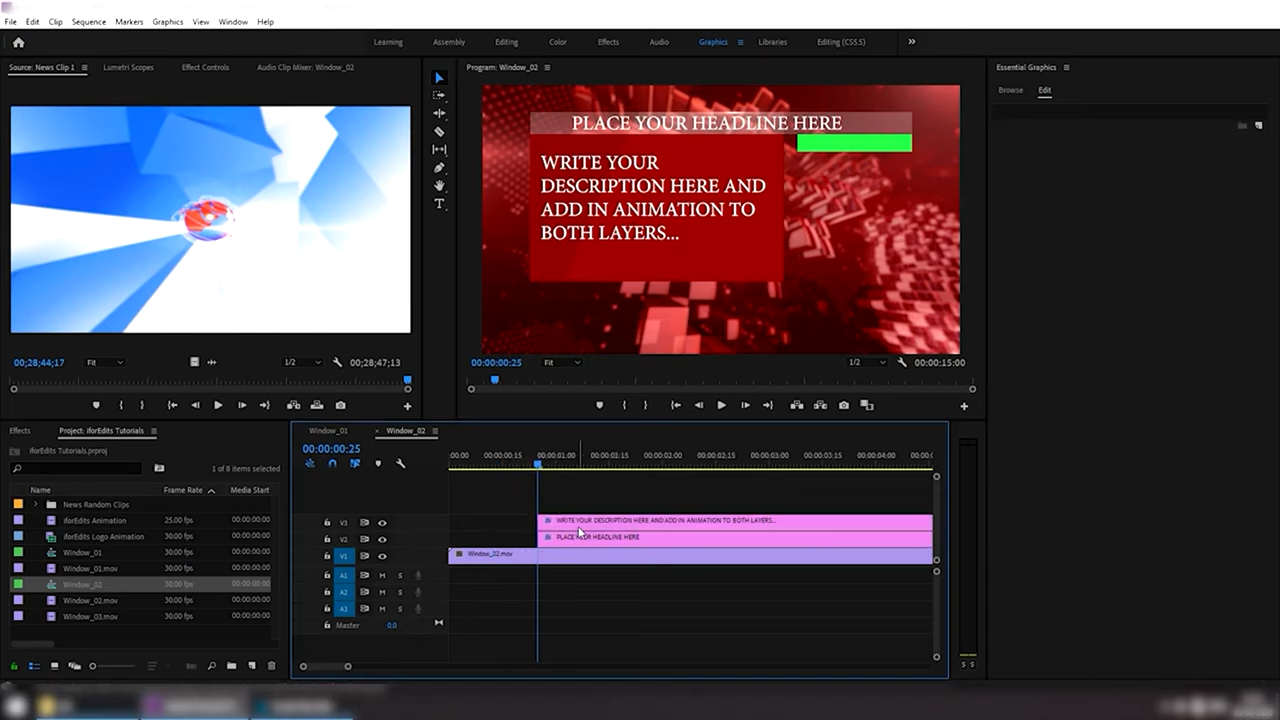 File Edit Clip Sequence Markers Graphics View Window Help
Learning Assembly Editing Color Effects Audio Graphics Libraries Editing (CS5.5)
Source: News Clip 1 Lumetri Scopes Effect Controls Audio Clip Mixer: Window_02
Program: Window_02
Essential Graphics
Browse Edit
PLACE YOUR HEADLINE HERE
WRITE YOUR
DESCRIPTION HERE AND
ADD IN ANIMATION TO
BOTH LAYERS...
00;28;44;17 Fit 1/2 00;28;47;13
00:00:00:25 Fit 1/2 00:00:15:00
Effects Project: iforEdits Tutorials
iforEdits Tutorials.prproj
1 of 8 items selected
Name Frame Rate Media Start
News Random Clips
iforEdits Animation 25.00 fps 00:00:00:00
iforEdits Logo Animation 30.00 fps 00:00:00:00
Window_01 30.00 fps 00:00:00:00
Window_01.mov 30.00 fps 00:00:00:00
Window_02 30.00 fps 00:00:00:00
Window_02.mov 30.00 fps 00:00:00:00
Window_03.mov 30.00 fps 00:00:00:00
Window_01 × Window_02
00:00:00:25
:00:00 00:00:00:15 00:00:01:00 00:00:01:15 00:00:02:00 00:00:02:15 00:00:03:00 00:00:03:15 00:00:04:00 00:00:0
V3 WRITE YOUR DESCRIPTION HERE AND ADD IN ANIMATION TO BOTH LAYERS...
V2 PLACE YOUR HEADLINE HERE
V1 Window_02.mov
A1 M S
A2 M S
A3 M S
Master 0.0
S S